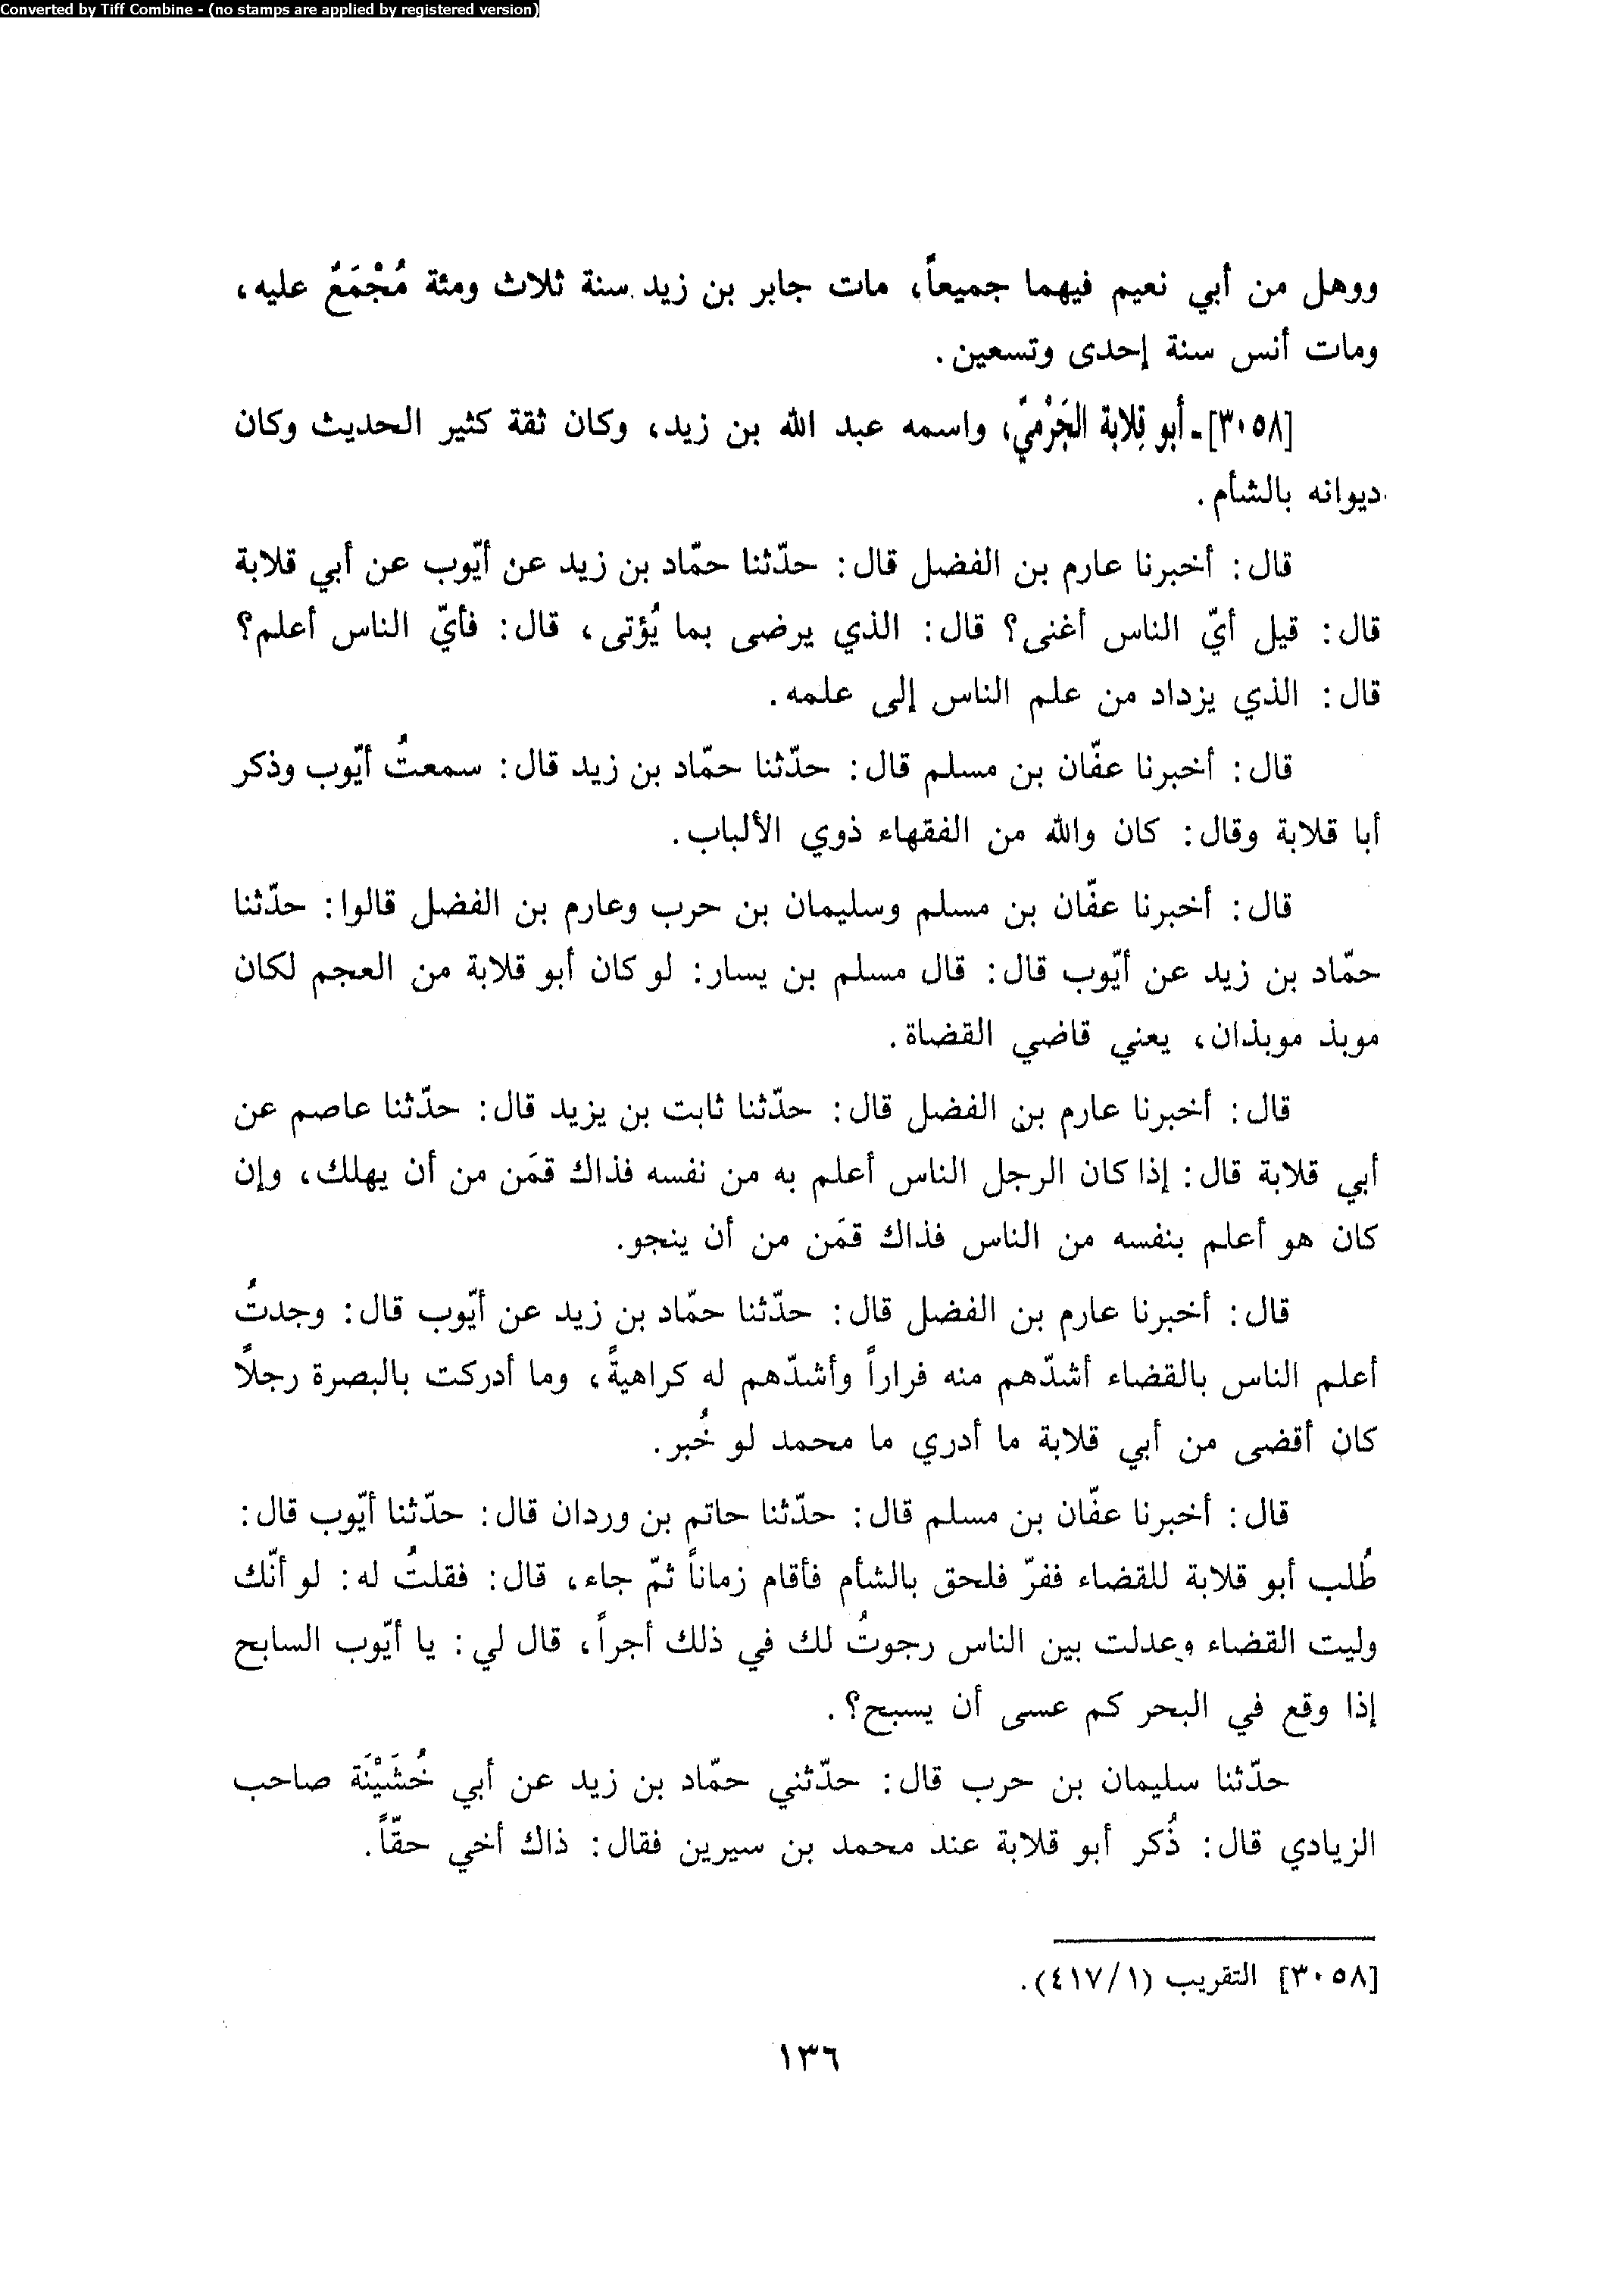 Converted by Tiff Combine - (no stamps are applied by registered version)
ووهل من أبي نعيم فيهما جميعاً، مات جابر بن زيد سنة ثلاث ومئة مُجْمَعٌ عليه،
ومات أنس سنة إحدى وتسعين.
[٣٠٥٨] ـ أبو قِلابة الجَرْميّ، واسمه عبد الله بن زيد، وكان ثقة كثير الحديث وكان
ديوانه بالشأم.
قال: أخبرنا عارم بن الفضل قال: حدّثنا حمّاد بن زيد عن أيّوب عن أبي قلابة
قال: قيل أيّ الناس أغنى؟ قال: الذي يرضى بما يُؤتى، قال: فأيّ الناس أعلم؟
قال: الذي يزداد من علم الناس إلى علمه.
قال: أخبرنا عفّان بن مسلم قال: حدّثنا حمّاد بن زيد قال: سمعتُ أيّوب وذكر
أبا قلابة وقال: كان والله من الفقهاء ذوي الألباب.
قال: أخبرنا عفّان بن مسلم وسليمان بن حرب وعارم بن الفضل قالوا: حدّثنا
حمّاد بن زيد عن أيّوب قال: قال مسلم بن يسار: لو كان أبو قلابة من العجم لكان
موبذ موبذان، يعني قاضي القضاة.
قال: أخبرنا عارم بن الفضل قال: حدّثنا ثابت بن يزيد قال: حدّثنا عاصم عن
أبي قلابة قال: إذا كان الرجل الناس أعلم به من نفسه فذاك قمَن من أن يهلك، وإن
كان هو أعلم بنفسه من الناس فذاك قمَن من أن ينجو.
قال: أخبرنا عارم بن الفضل قال: حدّثنا حمّاد بن زيد عن أيّوب قال: وجدتُ
أعلم الناس بالقضاء أشدّهم منه فراراً وأشدّهم له كراهيةً، وما أدركت بالبصرة رجلاً
كان أقضى من أبي قلابة ما أدري ما محمد لو خُبر.
قال: أخبرنا عفّان بن مسلم قال: حدّثنا حاتم بن وردان قال: حدّثنا أيّوب قال:
طُلب أبو قلابة للقضاء ففرّ فلحق بالشأم فأقام زماناً ثمّ جاء، قال: فقلتُ له: لو أنّك
وليت القضاء وعدلت بين الناس رجوتُ لك في ذلك أجراً، قال لي: يا أيّوب السابح
إذا وقع في البحر كم عسى أن يسبح؟.
حدّثنا سليمان بن حرب قال: حدّثني حمّاد بن زيد عن أبي خُشَيْنَة صاحب
الزيادي قال: ذُكر أبو قلابة عند محمد بن سيرين فقال: ذاك أخي حقّاً.
[٣٠٥٨] التقريب (٤١٧/١).
١٣٦